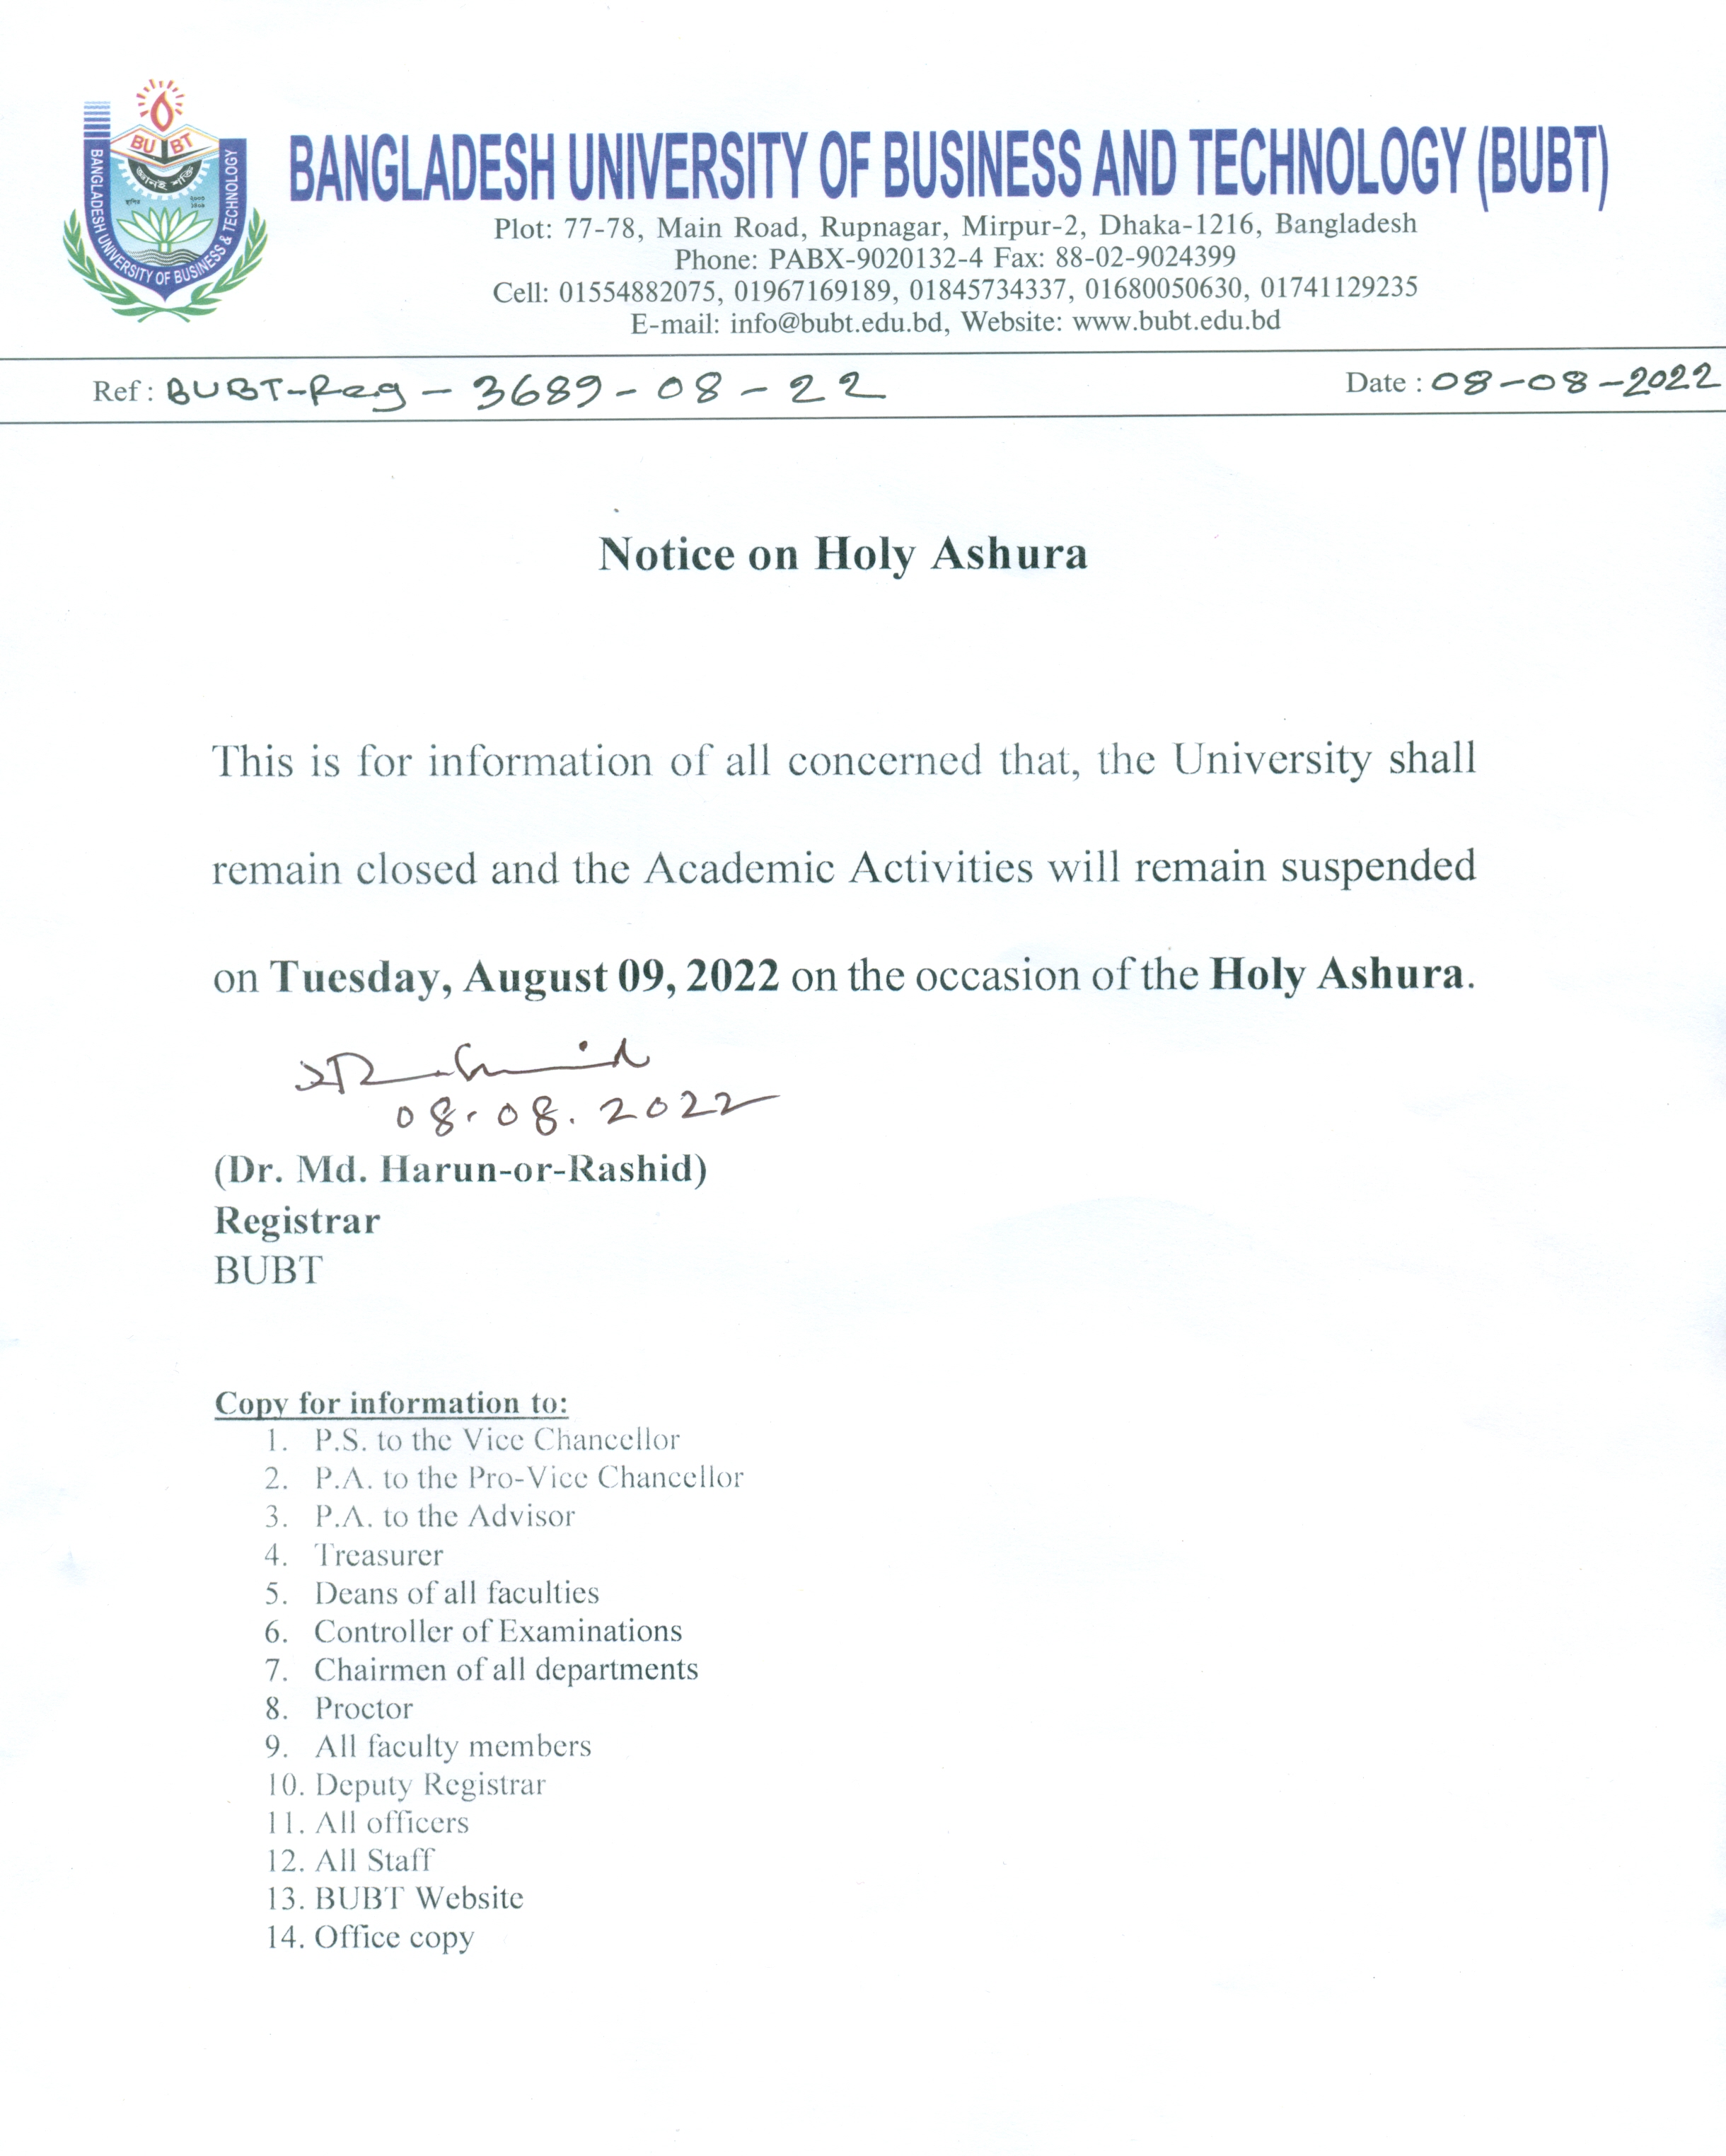 BU BT
জ্ঞানই শক্তি
স্থাপিত ২০০৩
BANGLADESH UNIVERSITY OF BUSINESS & TECHNOLOGY
BANGLADESH UNIVERSITY OF BUSINESS AND TECHNOLOGY (BUBT)
Plot: 77-78, Main Road, Rupnagar, Mirpur-2, Dhaka-1216, Bangladesh
Phone: PABX-9020132-4 Fax: 88-02-9024399
Cell: 01554882075, 01967169189, 01845734337, 01680050630, 01741129235
E-mail: info@bubt.edu.bd, Website: www.bubt.edu.bd
Ref : BUBT-Reg - 3689 - 08 - 22 Date : 08-08-2022
Notice on Holy Ashura
This is for information of all concerned that, the University shall
remain closed and the Academic Activities will remain suspended
on Tuesday, August 09, 2022 on the occasion of the Holy Ashura.
08.08.2022
(Dr. Md. Harun-or-Rashid)
Registrar
BUBT
Copy for information to:
1. P.S. to the Vice Chancellor
2. P.A. to the Pro-Vice Chancellor
3. P.A. to the Advisor
4. Treasurer
5. Deans of all faculties
6. Controller of Examinations
7. Chairmen of all departments
8. Proctor
9. All faculty members
10. Deputy Registrar
11. All officers
12. All Staff
13. BUBT Website
14. Office copy